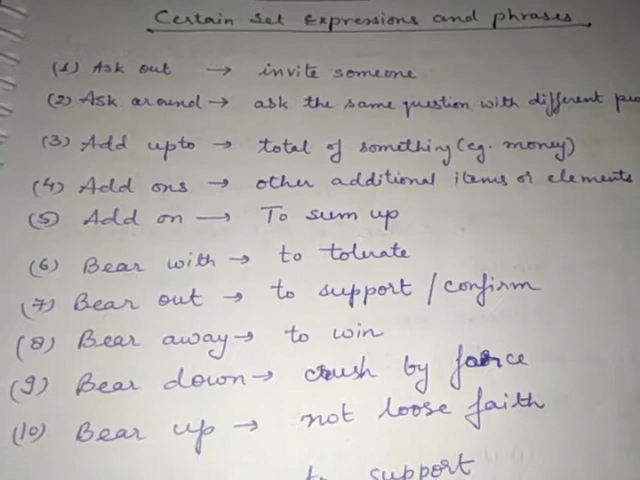 Certain Set Expressions and phrases
(1) Ask out → invite someone
(2) Ask around → ask the same question with different
(3) Add upto → total of something (eg. money)
(4) Add ons → other additional items or elements
(5) Add on → To sum up
(6) Bear with → to tolerate
(7) Bear out → to support / confirm
(8) Bear away → to win
(9) Bear down → crush by force
(10) Bear up → not loose faith
to support